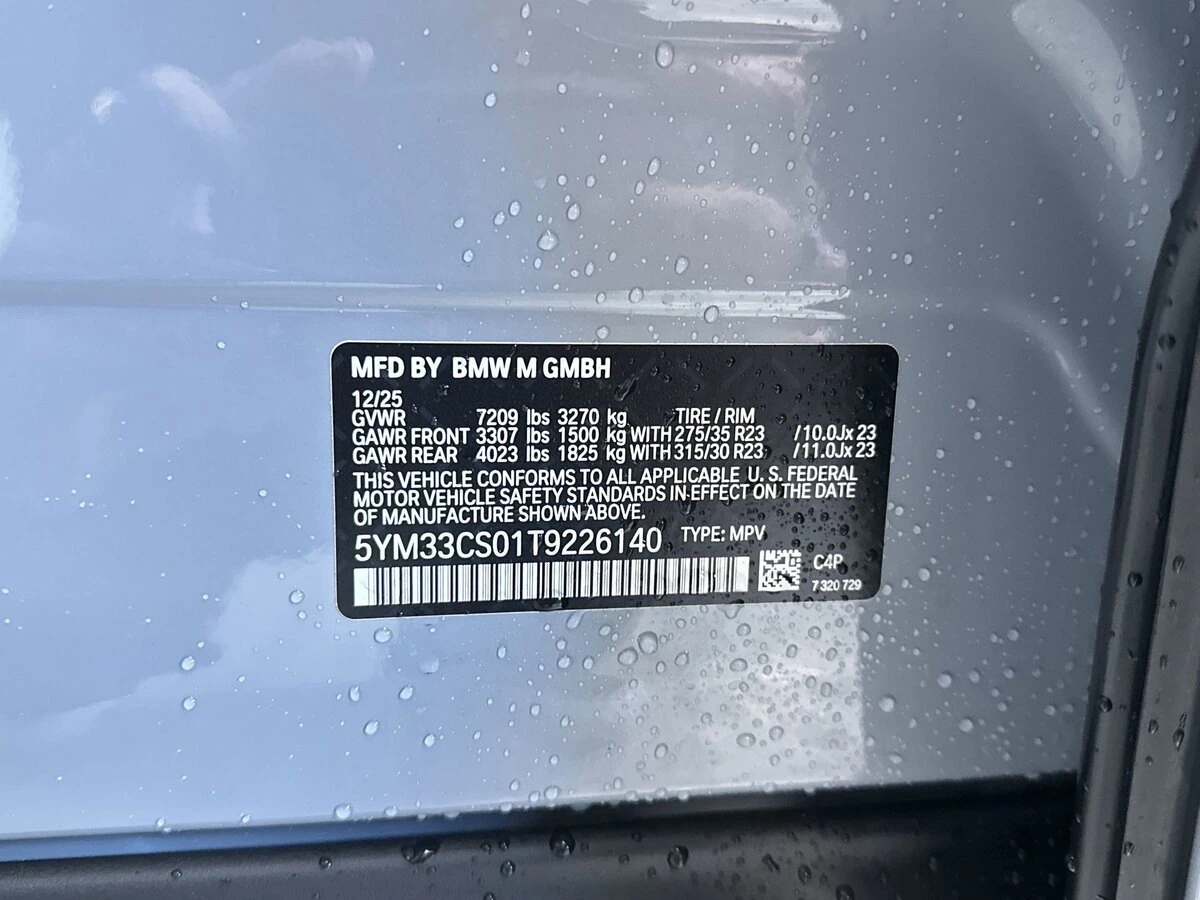 MFD BY BMW M GMBH
12/25
GVWR 7209 lbs 3270 kg TIRE / RIM
GAWR FRONT 3307 lbs 1500 kg WITH 275/35 R23 /10.0Jx 23
GAWR REAR 4023 lbs 1825 kg WITH 315/30 R23 /11.0Jx 23
THIS VEHICLE CONFORMS TO ALL APPLICABLE U. S. FEDERAL
MOTOR VEHICLE SAFETY STANDARDS IN EFFECT ON THE DATE
OF MANUFACTURE SHOWN ABOVE.
5YM33CS01T9226140 TYPE: MPV
C4P
7 320 729